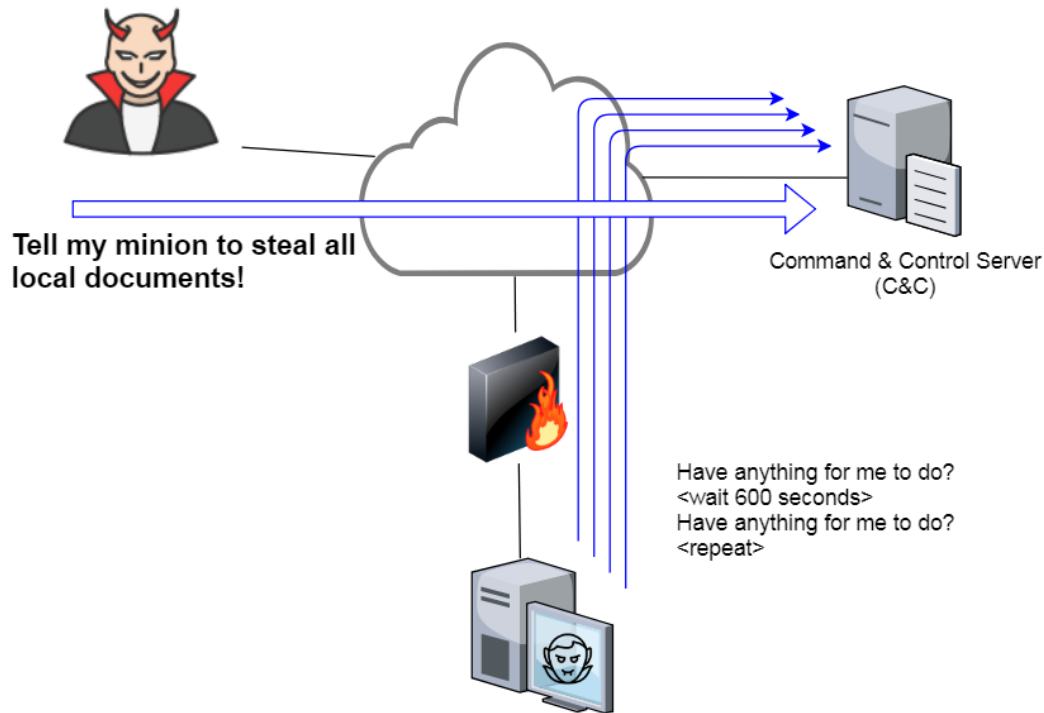 Tell my minion to steal all
local documents!
Command & Control Server
(C&C)
Have anything for me to do?
<wait 600 seconds>
Have anything for me to do?
<repeat>